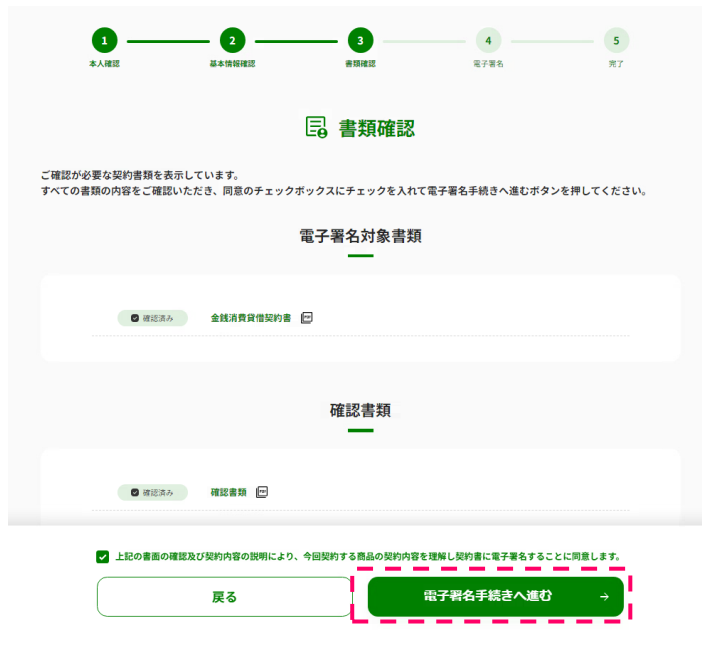 1
2
3
4
5
本人確認
基本情報確認
書類確認
電子署名
完了
書類確認
ご確認が必要な契約書類を表示しています。
すべての書類の内容をご確認いただき、同意のチェックボックスにチェックを入れて電子署名手続きへ進むボタンを押してください。
電子署名対象書類
確認済み 金銭消費貸借契約書 PDF
確認書類
確認済み 確認書類 PDF
上記の書面の確認及び契約内容の説明により、今回契約する商品の契約内容を理解し契約書に電子署名することに同意します。
戻る
電子署名手続きへ進む →